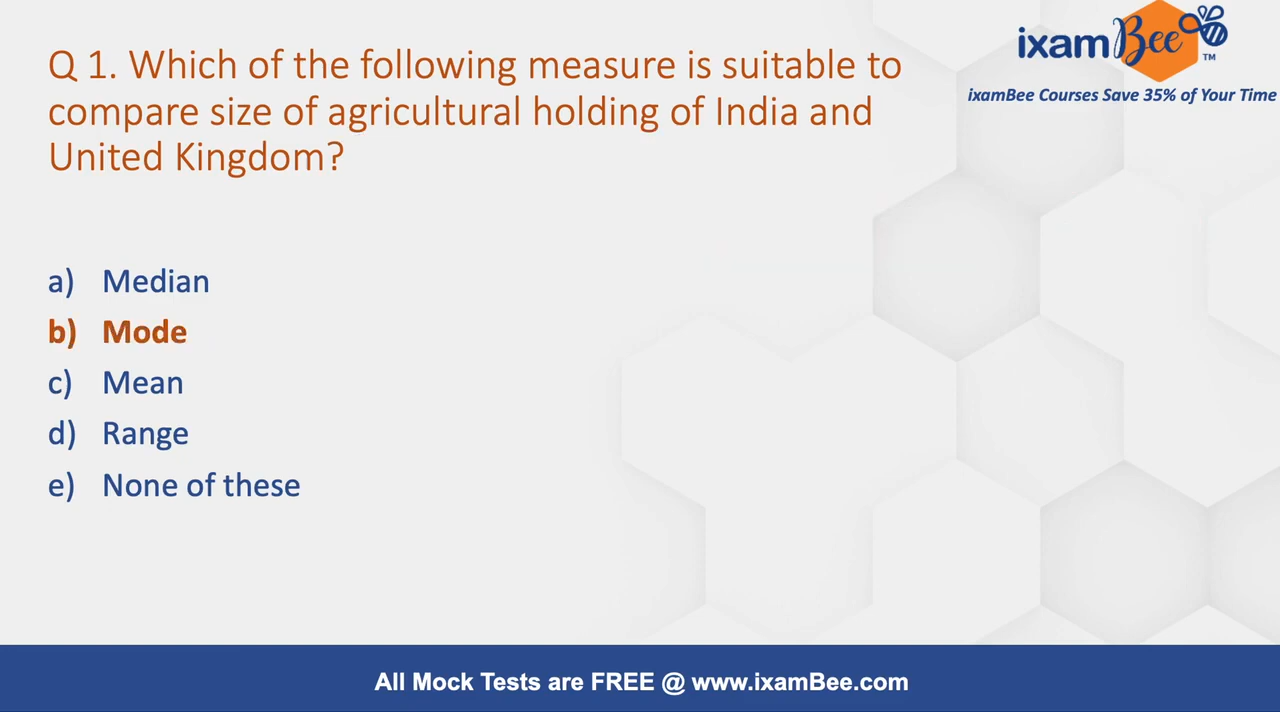 Q 1. Which of the following measure is suitable to
compare size of agricultural holding of India and
United Kingdom?
ixamBee™
ixamBee Courses Save 35% of Your Time
a) Median
b) Mode
c) Mean
d) Range
e) None of these
All Mock Tests are FREE @ www.ixamBee.com